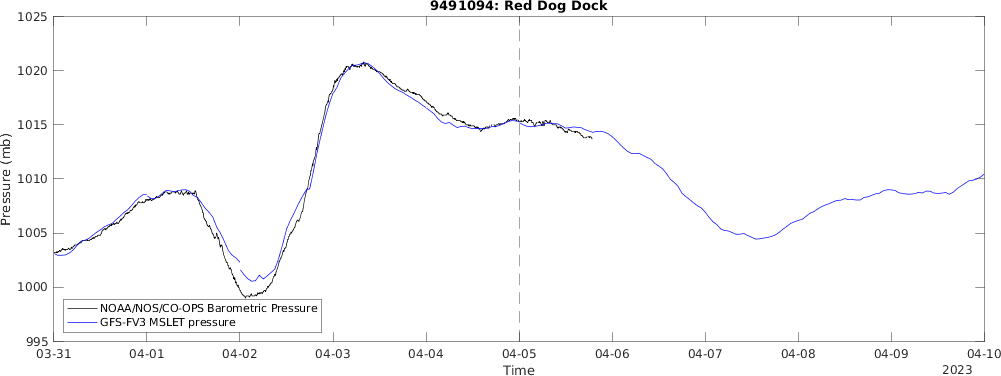 9491094: Red Dog Dock
1025
1020
1015
1010
1005
1000
995
Pressure (mb)
NOAA/NOS/CO-OPS Barometric Pressure
GFS-FV3 MSLET pressure
03-31 04-01 04-02 04-03 04-04 04-05 04-06 04-07 04-08 04-09 04-10
Time
2023